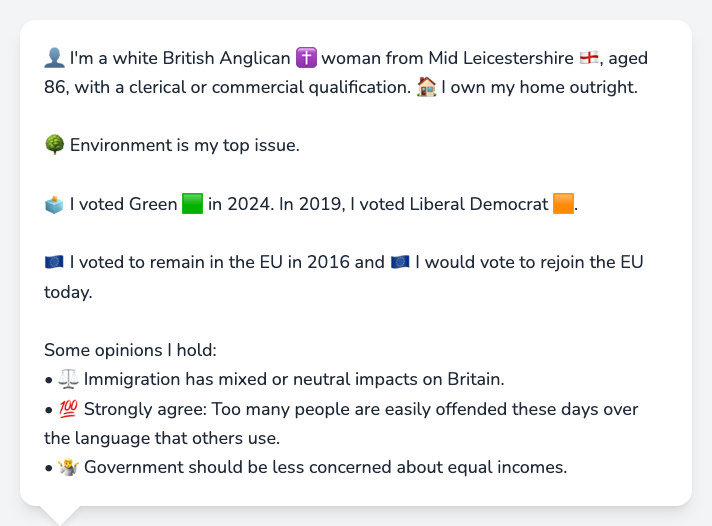 👤 I'm a white British Anglican ✝️ woman from Mid Leicestershire 🏴󠁧󠁢󠁥󠁮󠁧󠁿, aged
86, with a clerical or commercial qualification. 🏠 I own my home outright.
🌳 Environment is my top issue.
🗳️ I voted Green 🟩 in 2024. In 2019, I voted Liberal Democrat 🟧.
🇪🇺 I voted to remain in the EU in 2016 and 🇪🇺 I would vote to rejoin the EU
today.
Some opinions I hold:
• ⚖️ Immigration has mixed or neutral impacts on Britain.
• 💯 Strongly agree: Too many people are easily offended these days over
the language that others use.
• 🤷 Government should be less concerned about equal incomes.